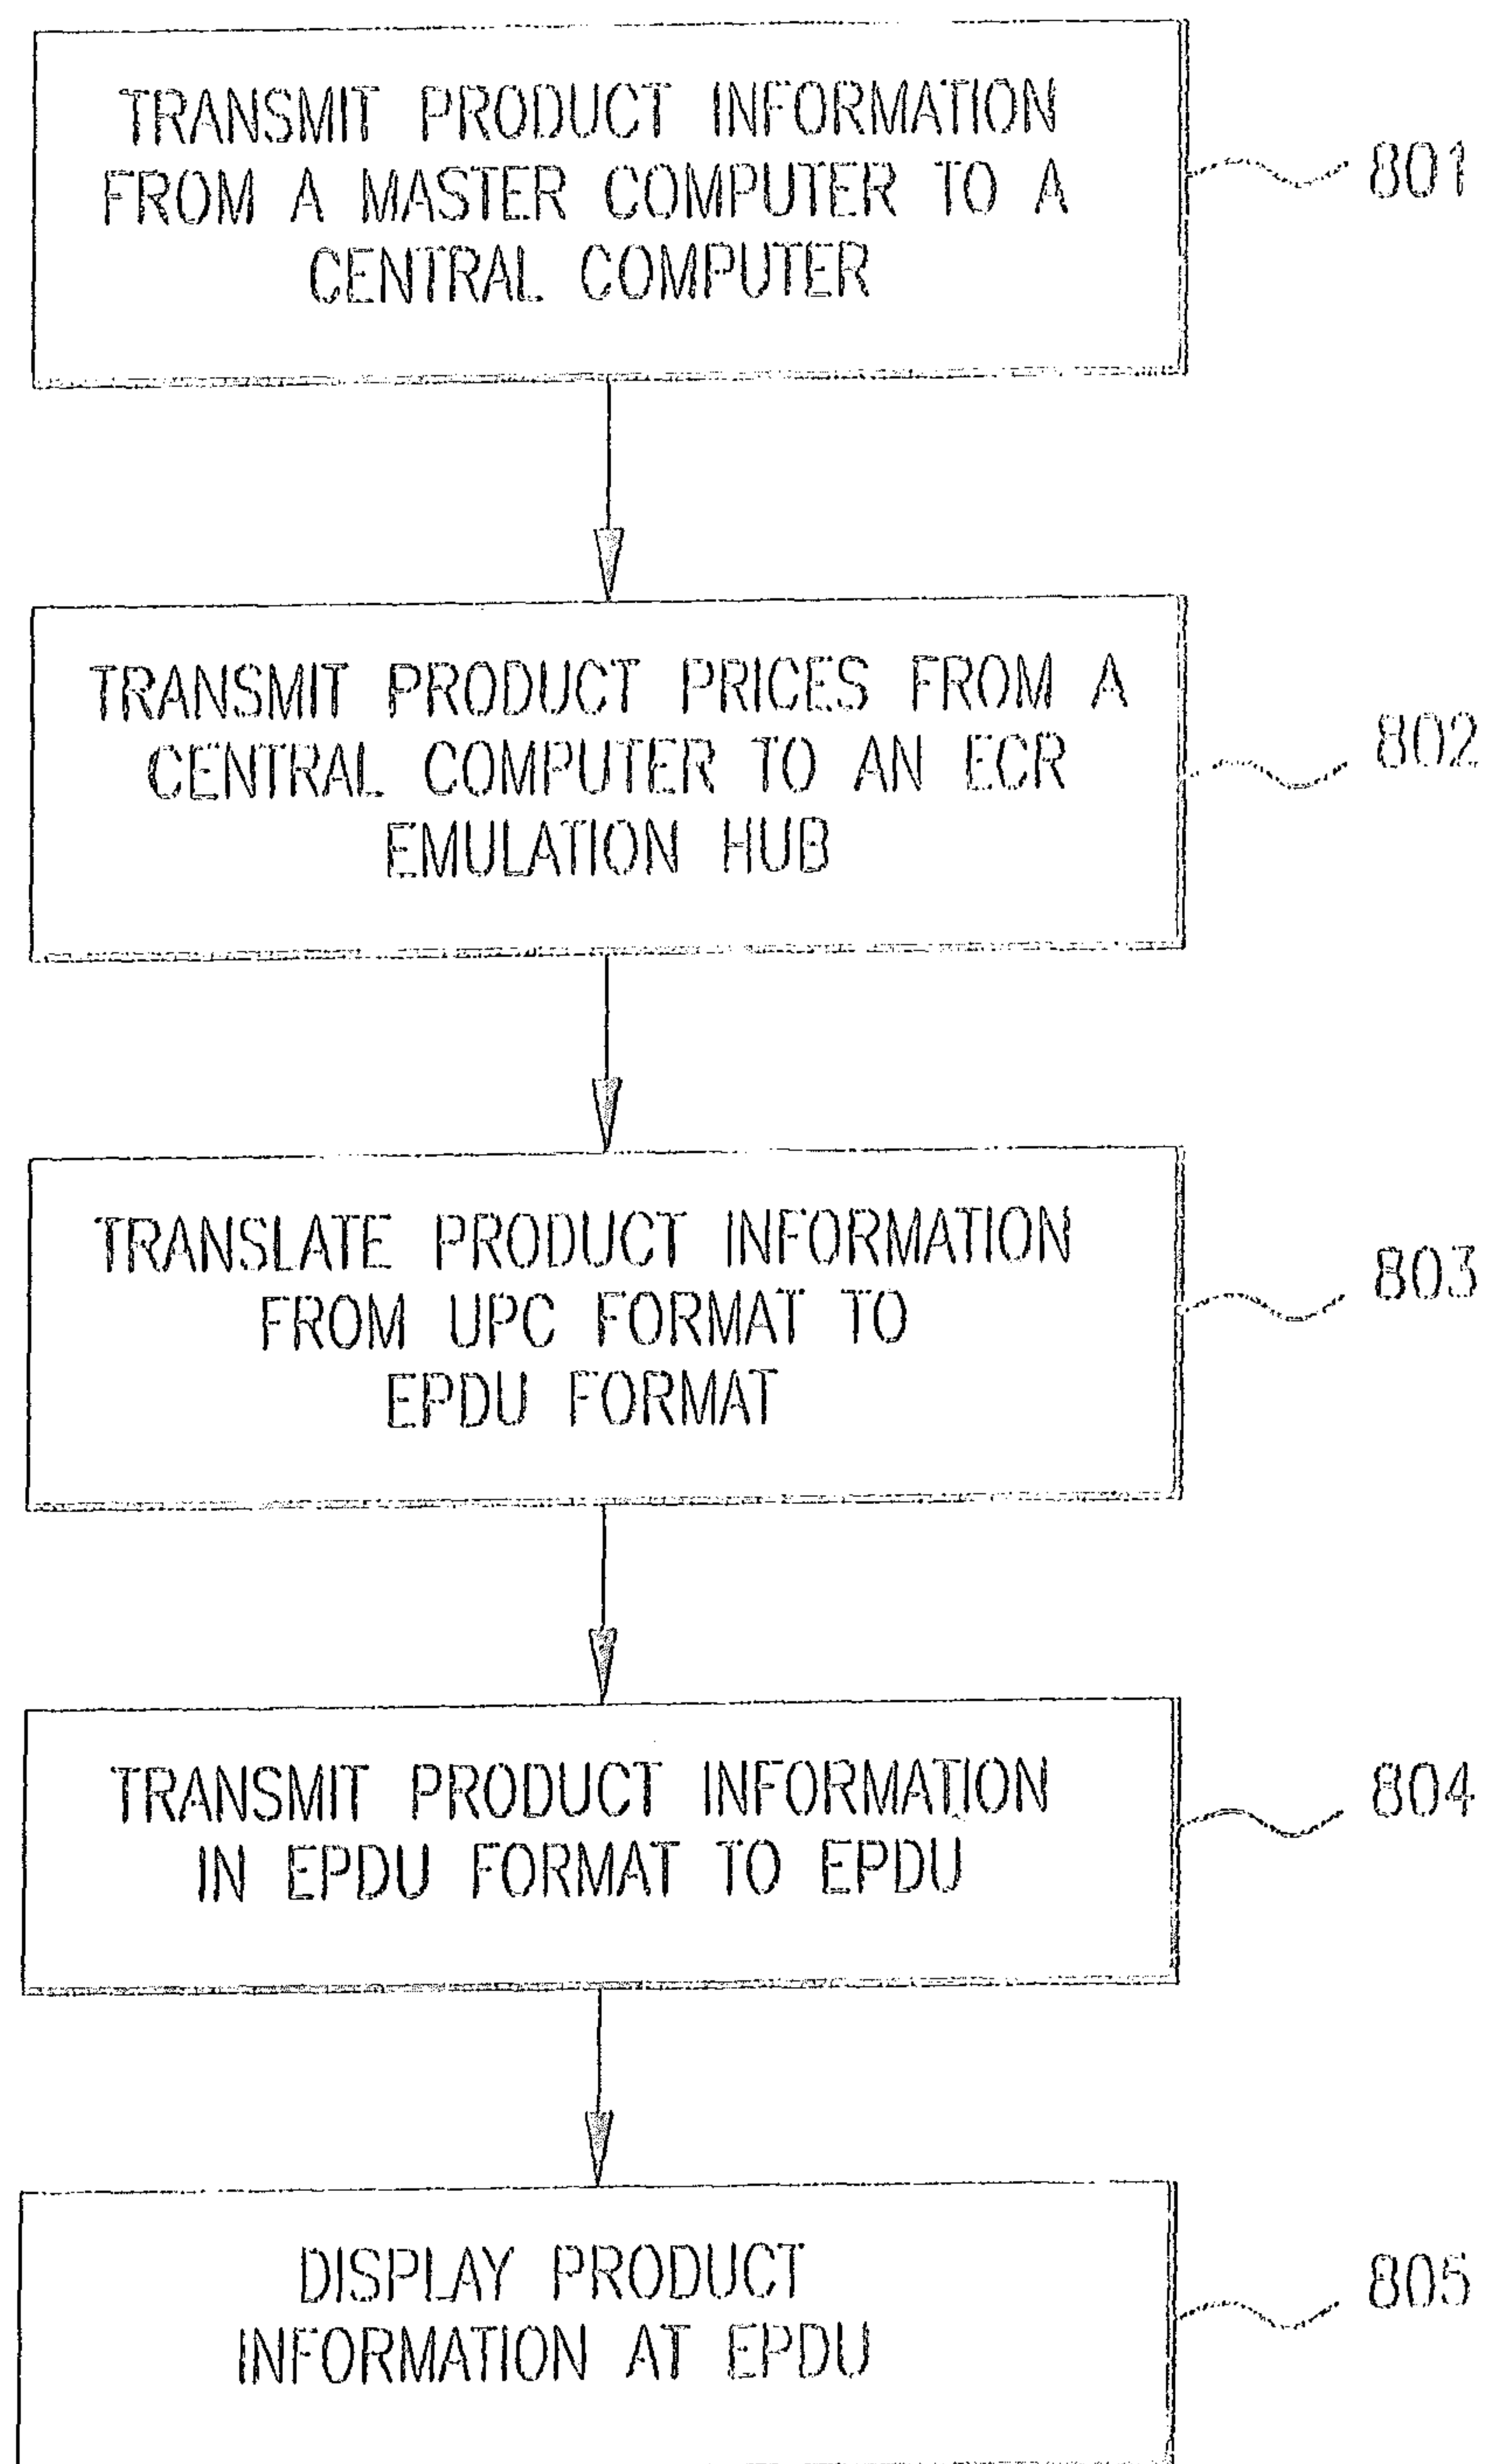 TRANSMIT PRODUCT INFORMATION
FROM A MASTER COMPUTER TO A
CENTRAL COMPUTER
801
TRANSMIT PRODUCT PRICES FROM A
CENTRAL COMPUTER TO AN ECR
EMULATION HUB
802
TRANSLATE PRODUCT INFORMATION
FROM UPC FORMAT TO
EPDU FORMAT
803
TRANSMIT PRODUCT INFORMATION
IN EPDU FORMAT TO EPDU
804
DISPLAY PRODUCT
INFORMATION AT EPDU
805